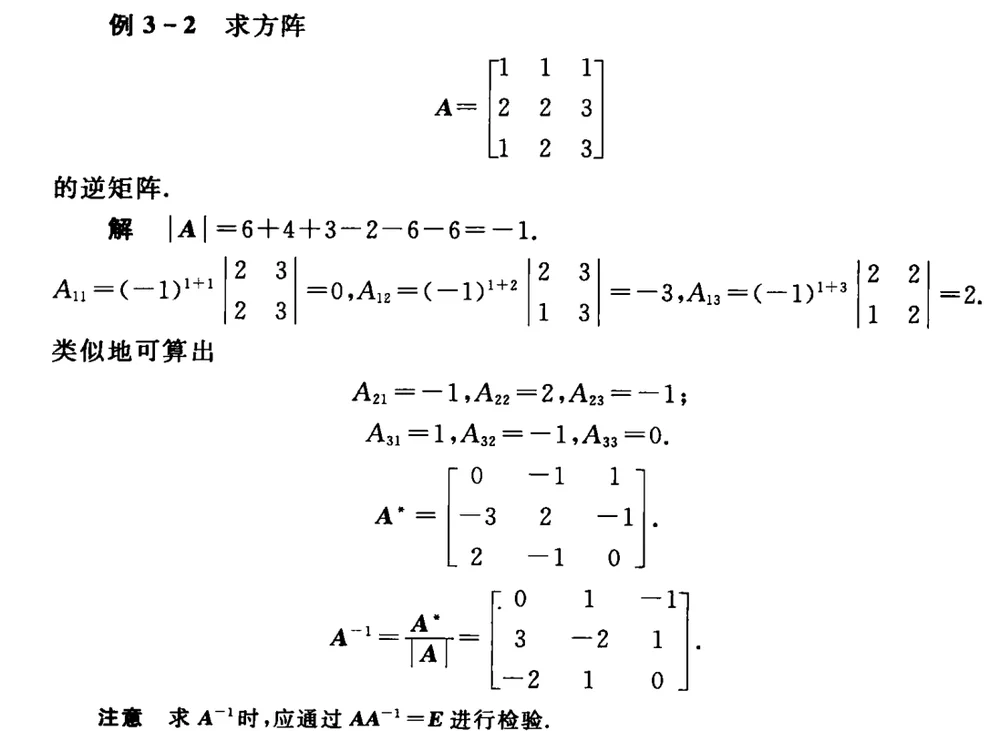 例 3-2 求方阵
A=⎡1 1 1⎤
⎢2 2 3⎥
⎣1 2 3⎦
的逆矩阵.
解 |A|=6+4+3-2-6-6=-1.
A₁₁=(-1)¹⁺¹|2 3; 2 3|=0,A₁₂=(-1)¹⁺²|2 3; 1 3|=-3,A₁₃=(-1)¹⁺³|2 2; 1 2|=2.
类似地可算出
A₂₁=-1,A₂₂=2,A₂₃=-1;
A₃₁=1,A₃₂=-1,A₃₃=0.
A*=⎡0 -1 1⎤
⎢-3 2 -1⎥.
⎣2 -1 0⎦
A⁻¹=A*/|A|=⎡0 1 -1⎤
⎢3 -2 1⎥.
⎣-2 1 0⎦
注意 求 A⁻¹时,应通过 AA⁻¹=E 进行检验.